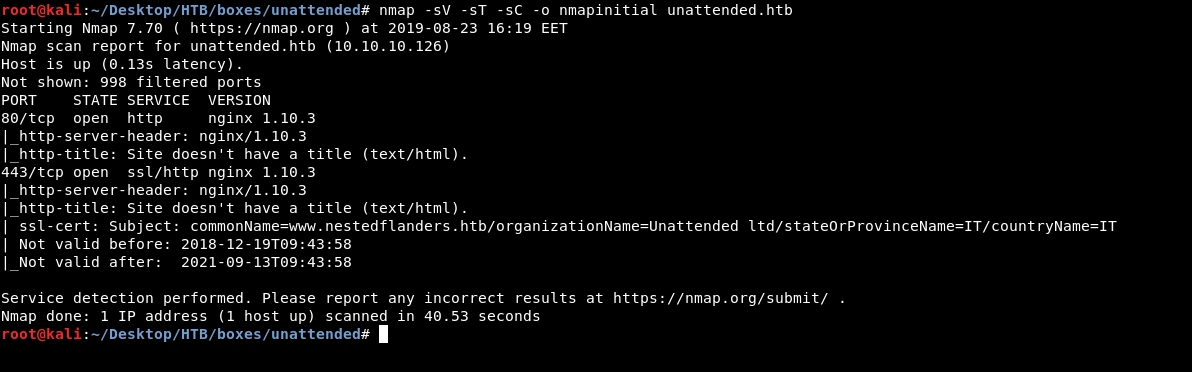 root@kali:~/Desktop/HTB/boxes/unattended# nmap -sV -sT -sC -o nmapinitial unattended.htb
Starting Nmap 7.70 ( https://nmap.org ) at 2019-08-23 16:19 EET
Nmap scan report for unattended.htb (10.10.10.126)
Host is up (0.13s latency).
Not shown: 998 filtered ports
PORT    STATE SERVICE  VERSION
80/tcp  open  http     nginx 1.10.3
|_http-server-header: nginx/1.10.3
|_http-title: Site doesn't have a title (text/html).
443/tcp open  ssl/http nginx 1.10.3
|_http-server-header: nginx/1.10.3
|_http-title: Site doesn't have a title (text/html).
| ssl-cert: Subject: commonName=www.nestedflanders.htb/organizationName=Unattended ltd/stateOrProvinceName=IT/countryName=IT
| Not valid before: 2018-12-19T09:43:58
|_Not valid after:  2021-09-13T09:43:58
Service detection performed. Please report any incorrect results at https://nmap.org/submit/ .
Nmap done: 1 IP address (1 host up) scanned in 40.53 seconds
root@kali:~/Desktop/HTB/boxes/unattended#